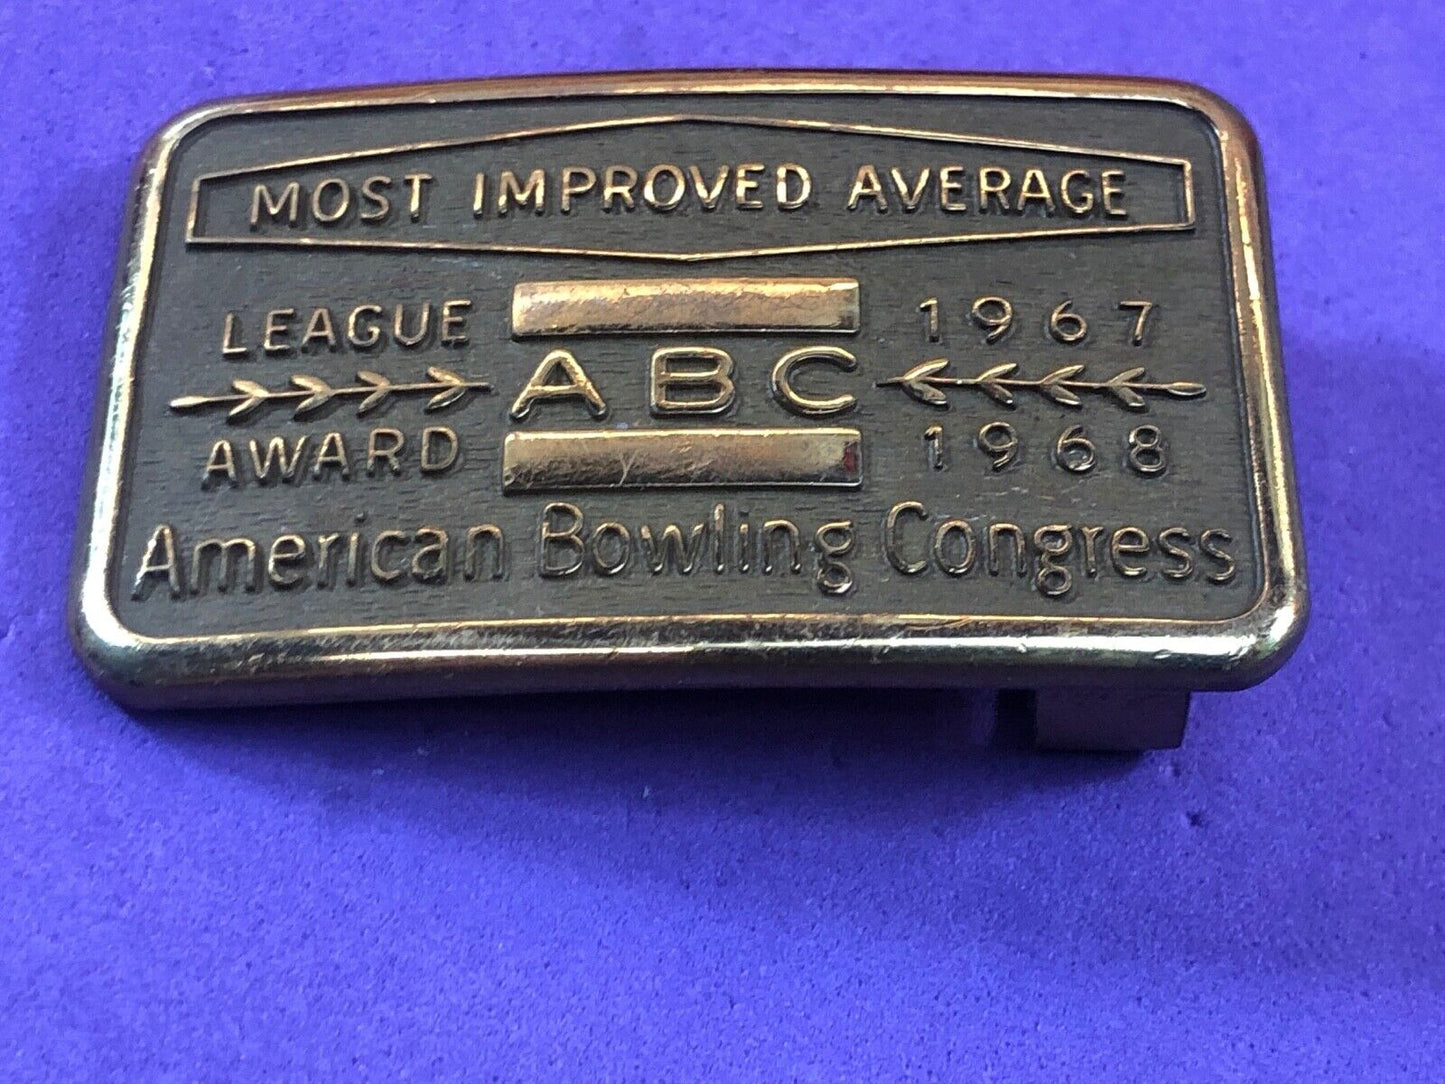 MOST IMPROVED AVERAGE
LEAGUE
AWARD
ABC
1967
1968
American Bowling Congress